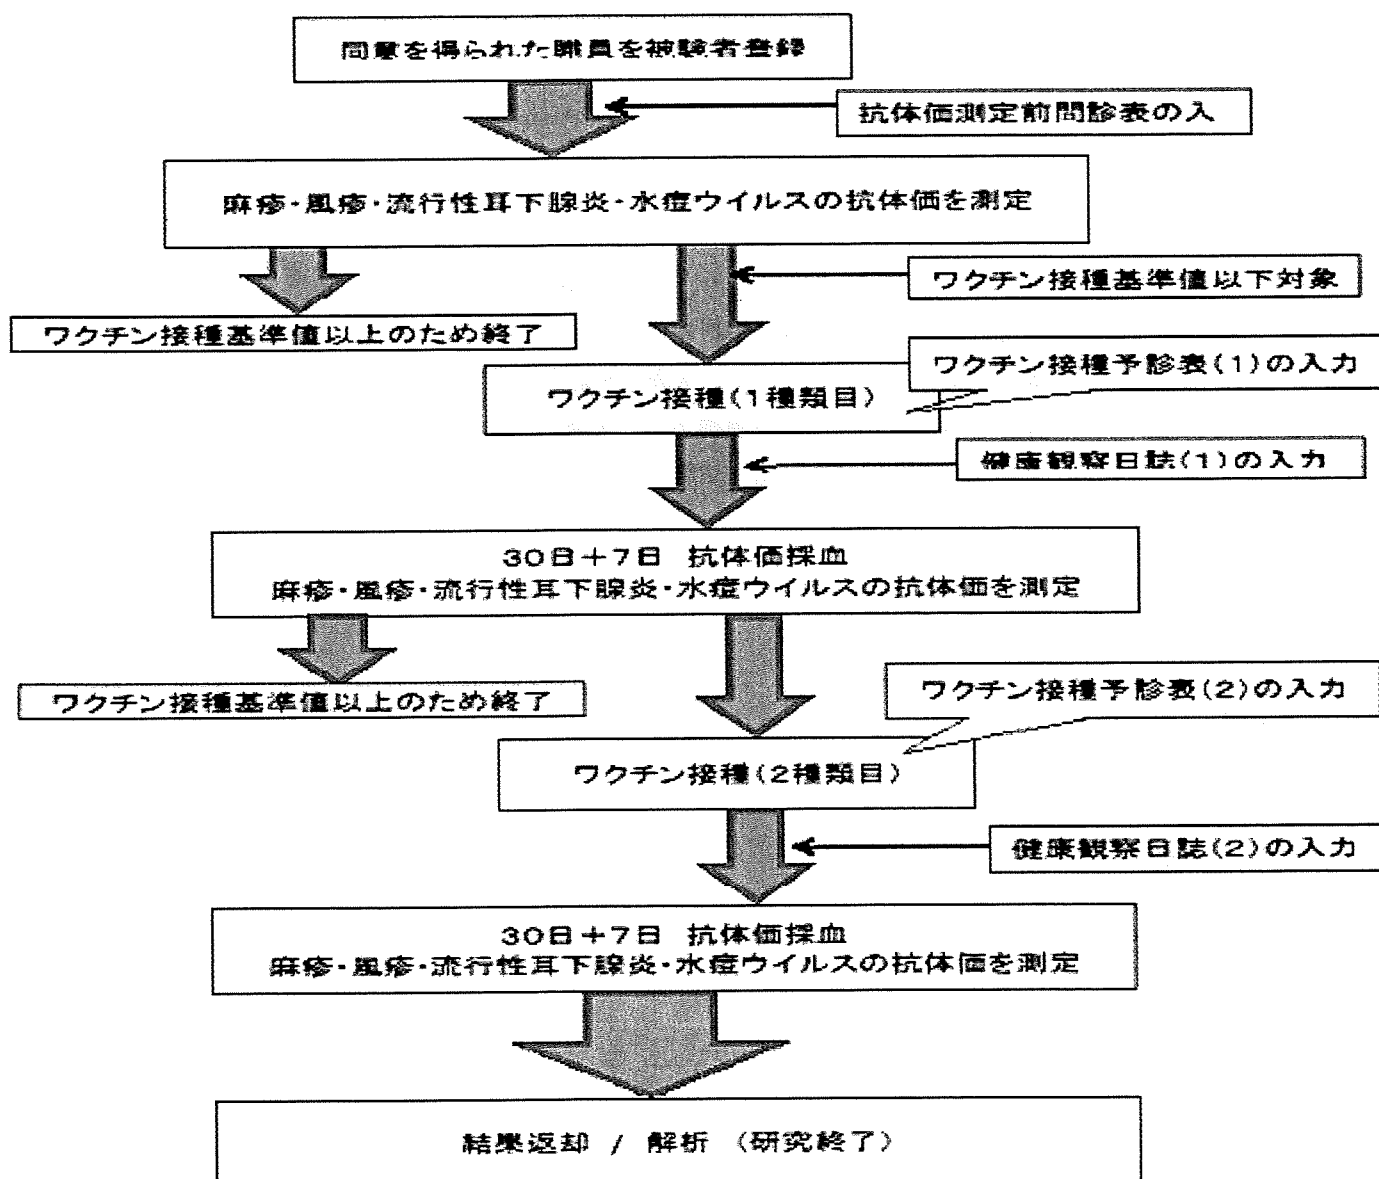 同意を得られた職員を被験者登録
抗体価測定前問診表の入
麻疹・風疹・流行性耳下腺炎・水痘ウイルスの抗体価を測定
ワクチン接種基準値以下対象
ワクチン接種基準値以上のため終了
ワクチン接種予診表(1)の入力
ワクチン接種(1種類目)
健康観察日誌(1)の入力
30日+7日 抗体価採血
麻疹・風疹・流行性耳下腺炎・水痘ウイルスの抗体価を測定
ワクチン接種基準値以上のため終了
ワクチン接種予診表(2)の入力
ワクチン接種(2種類目)
健康観察日誌(2)の入力
30日+7日 抗体価採血
麻疹・風疹・流行性耳下腺炎・水痘ウイルスの抗体価を測定
結果返却 / 解析 (研究終了)